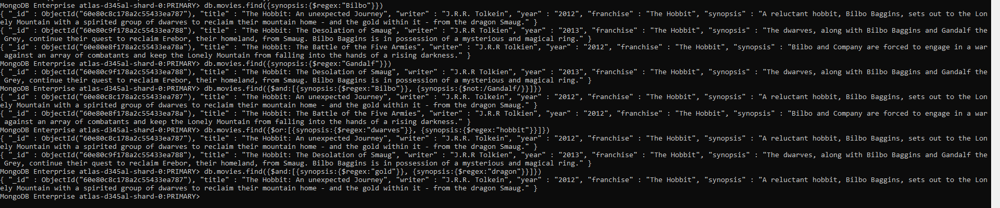 MongoDB Enterprise atlas-d345al-shard-0:PRIMARY> db.movies.find({synopsis:{$regex:"Bilbo"}})
{ "_id" : ObjectId("60e80c8c178a2c55433ea787"), "title" : "The Hobbit: An unexpected Journey", "writer" : "J.R.R. Tolkein", "year" : "2012", "franchise" : "The Hobbit", "synopsis" : "A reluctant hobbit, Bilbo Baggins, sets out to the Lon
ely Mountain with a spirited group of dwarves to reclaim their mountain home - and the gold within it - from the dragon Smaug." }
{ "_id" : ObjectId("60e80c9f178a2c55433ea788"), "title" : "The Hobbit: The Desolation of Smaug", "writer" : "J.R.R Tolkien", "year" : "2013", "franchise" : "The Hobbit", "synopsis" : "The dwarves, along with Bilbo Baggins and Gandalf the
Grey, continue their quest to reclaim Erebor, their homeland, from Smaug. Bilbo Baggins is in possession of a mysterious and magical ring." }
{ "_id" : ObjectId("60e80e8f178a2c55433ea78a"), "title" : "The Hobbit: The Battle of the Five Armies", "writer" : "J.R.R Tolkien", "year" : "2012", "franchise" : "The Hobbit", "synopsis" : "Bilbo and Company are forced to engage in a war
against an array of combatants and keep the Lonely Mountain from falling into the hands of a rising darkness." }
MongoDB Enterprise atlas-d345al-shard-0:PRIMARY> db.movies.find({synopsis:{$regex:"Gandalf"}})
{ "_id" : ObjectId("60e80c9f178a2c55433ea788"), "title" : "The Hobbit: The Desolation of Smaug", "writer" : "J.R.R Tolkien", "year" : "2013", "franchise" : "The Hobbit", "synopsis" : "The dwarves, along with Bilbo Baggins and Gandalf the
Grey, continue their quest to reclaim Erebor, their homeland, from Smaug. Bilbo Baggins is in possession of a mysterious and magical ring." }
MongoDB Enterprise atlas-d345al-shard-0:PRIMARY> db.movies.find({$and:[{synopsis:{$regex:"Bilbo"}}, {synopsis:{$not:/Gandalf/}}]})
{ "_id" : ObjectId("60e80c8c178a2c55433ea787"), "title" : "The Hobbit: An unexpected Journey", "writer" : "J.R.R. Tolkein", "year" : "2012", "franchise" : "The Hobbit", "synopsis" : "A reluctant hobbit, Bilbo Baggins, sets out to the Lon
ely Mountain with a spirited group of dwarves to reclaim their mountain home - and the gold within it - from the dragon Smaug." }
{ "_id" : ObjectId("60e80e8f178a2c55433ea78a"), "title" : "The Hobbit: The Battle of the Five Armies", "writer" : "J.R.R Tolkien", "year" : "2012", "franchise" : "The Hobbit", "synopsis" : "Bilbo and Company are forced to engage in a war
against an array of combatants and keep the Lonely Mountain from falling into the hands of a rising darkness." }
MongoDB Enterprise atlas-d345al-shard-0:PRIMARY> db.movies.find({$or:[{synopsis:{$regex:"dwarves"}}, {synopsis:{$regex:"hobbit"}}]})
{ "_id" : ObjectId("60e80c8c178a2c55433ea787"), "title" : "The Hobbit: An unexpected Journey", "writer" : "J.R.R. Tolkein", "year" : "2012", "franchise" : "The Hobbit", "synopsis" : "A reluctant hobbit, Bilbo Baggins, sets out to the Lon
ely Mountain with a spirited group of dwarves to reclaim their mountain home - and the gold within it - from the dragon Smaug." }
{ "_id" : ObjectId("60e80c9f178a2c55433ea788"), "title" : "The Hobbit: The Desolation of Smaug", "writer" : "J.R.R Tolkien", "year" : "2013", "franchise" : "The Hobbit", "synopsis" : "The dwarves, along with Bilbo Baggins and Gandalf the
Grey, continue their quest to reclaim Erebor, their homeland, from Smaug. Bilbo Baggins is in possession of a mysterious and magical ring." }
MongoDB Enterprise atlas-d345al-shard-0:PRIMARY> db.movies.find({$and:[{synopsis:{$regex:"gold"}}, {synopsis:{$regex:"dragon"}}]})
{ "_id" : ObjectId("60e80c8c178a2c55433ea787"), "title" : "The Hobbit: An unexpected Journey", "writer" : "J.R.R. Tolkein", "year" : "2012", "franchise" : "The Hobbit", "synopsis" : "A reluctant hobbit, Bilbo Baggins, sets out to the Lon
ely Mountain with a spirited group of dwarves to reclaim their mountain home - and the gold within it - from the dragon Smaug." }
MongoDB Enterprise atlas-d345al-shard-0:PRIMARY>